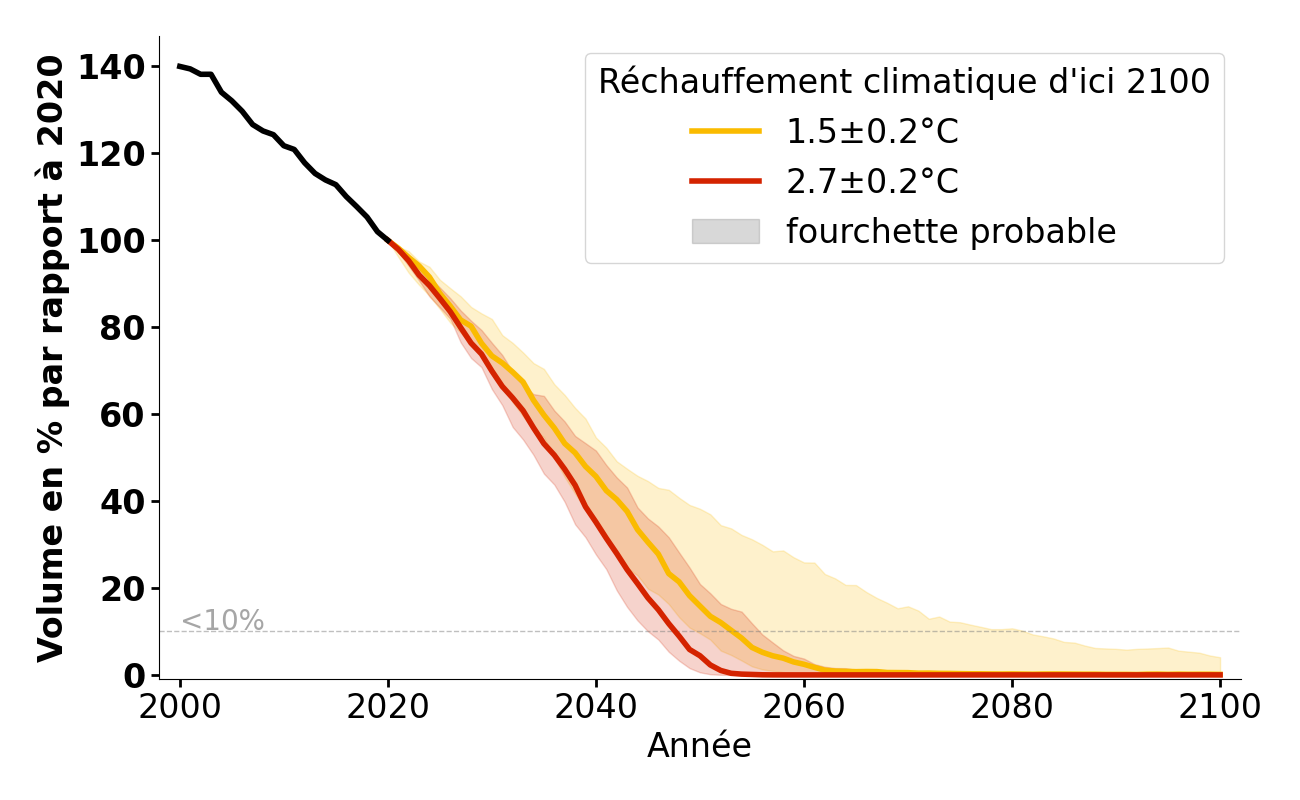 Volume en % par rapport à 2020
140
120
100
80
60
40
20
0
<10%
Réchauffement climatique d'ici 2100
1.5±0.2°C
2.7±0.2°C
fourchette probable
2000 2020 2040 2060 2080 2100
Année